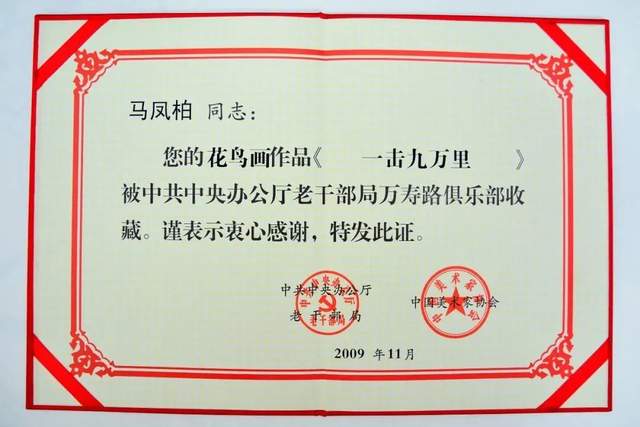 马凤柏 同志：
您的花鸟画作品《 一击九万里 》
被中共中央办公厅老干部局万寿路俱乐部收
藏。谨表示衷心感谢，特发此证。
中共中央办公厅
老干部局
中国美术家协会
2009 年11月